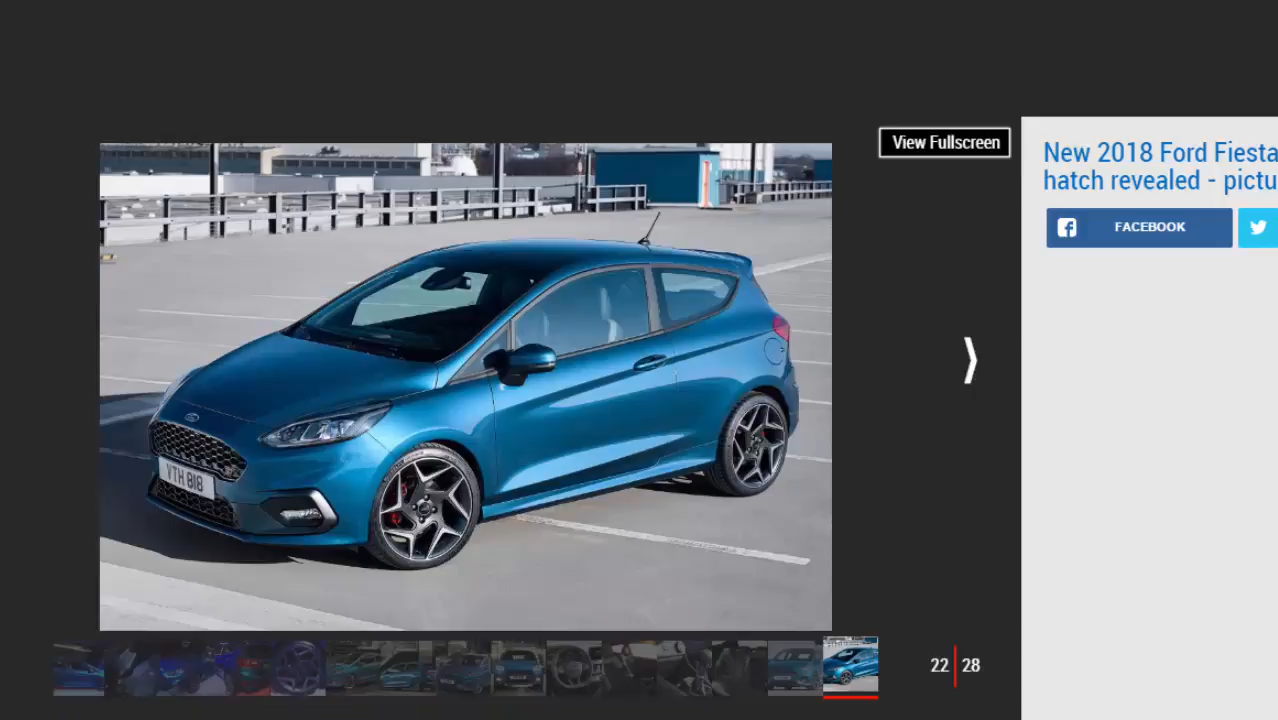 View Fullscreen
New 2018 Ford Fiesta
hatch revealed - pictu
FACEBOOK
VTH 818
22 28